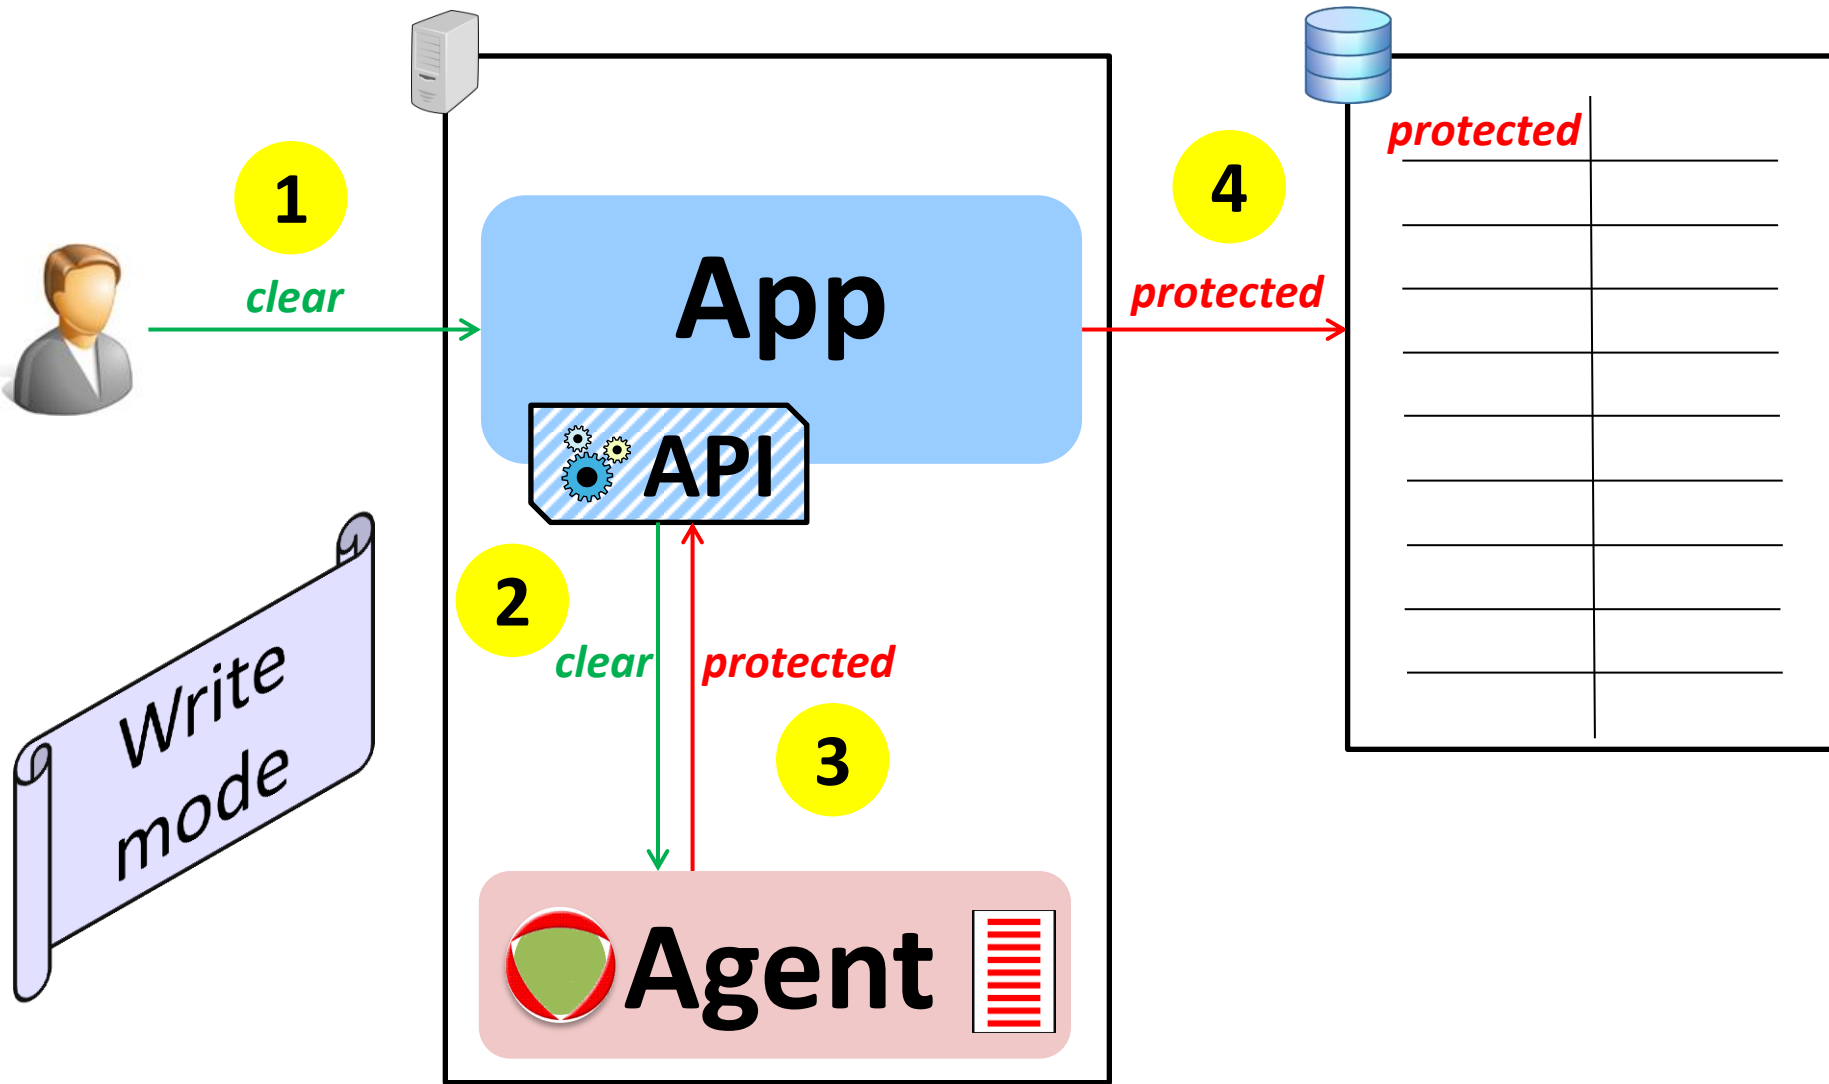 1
clear
App
API
4
protected
protected
2
clear
protected
3
Write
mode
Agent